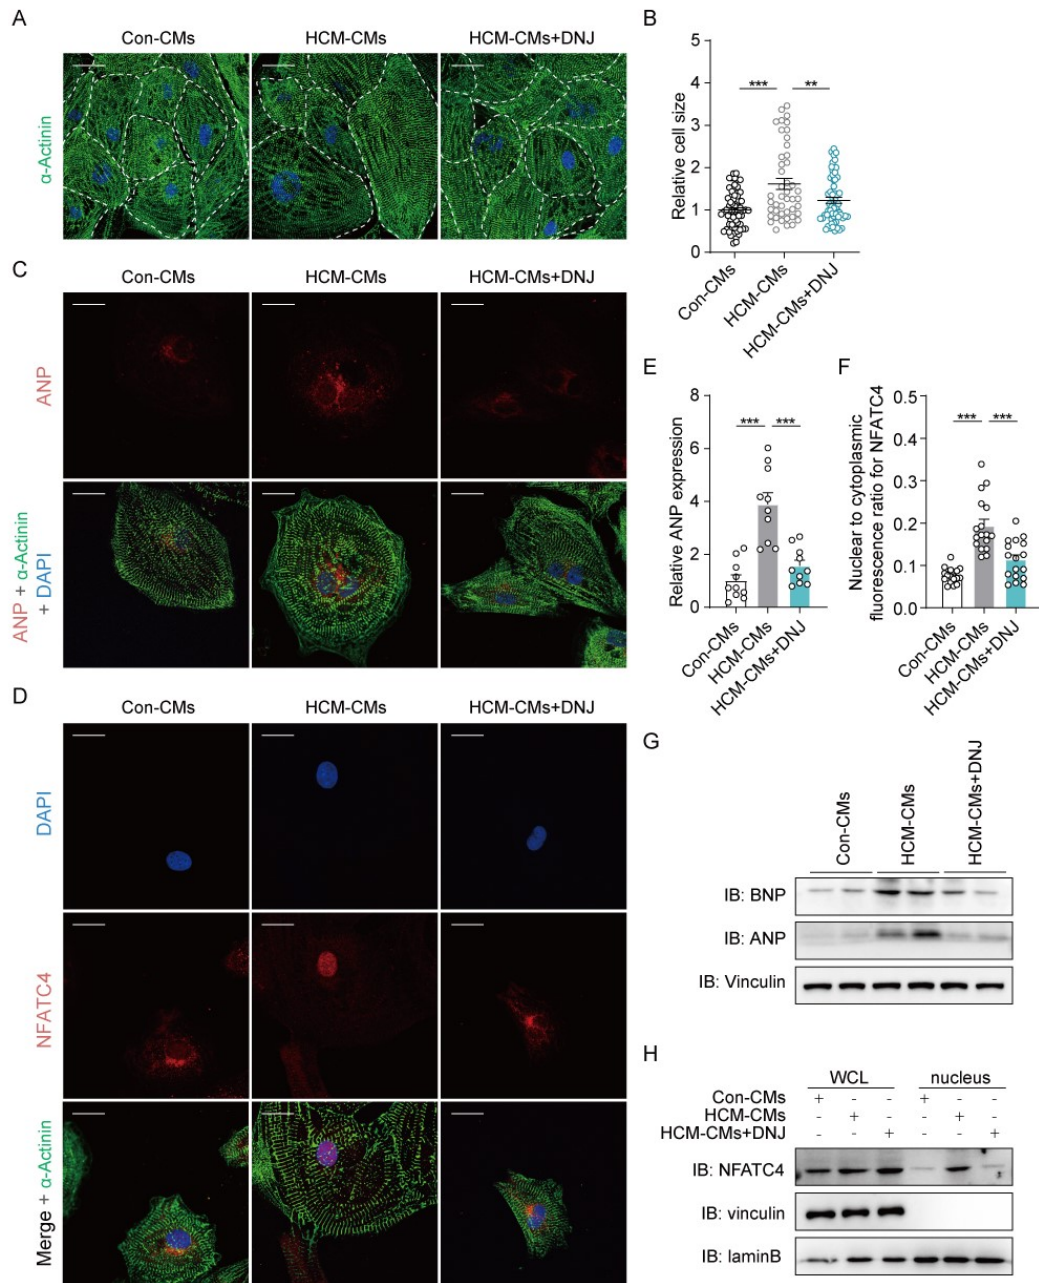 A
Con-CMs
HCM-CMs
HCM-CMs+DNJ
α-Actinin
B
Relative cell size
5
4
3
2
1
0
***
**
Con-CMs
HCM-CMs
HCM-CMs+DNJ
C
Con-CMs
HCM-CMs
HCM-CMs+DNJ
ANP
ANP + α-Actinin
+ DAPI
E
Relative ANP expression
8
6
4
2
0
***
***
Con-CMs
HCM-CMs
HCM-CMs+DNJ
F
Nuclear to cytoplasmic
fluorescence ratio for NFATC4
0.5
0.4
0.3
0.2
0.1
0.0
***
***
Con-CMs
HCM-CMs
HCM-CMs+DNJ
D
Con-CMs
HCM-CMs
HCM-CMs+DNJ
DAPI
NFATC4
Merge + α-Actinin
G
Con-CMs
HCM-CMs
HCM-CMs+DNJ
IB: BNP
IB: ANP
IB: Vinculin
H
WCL nucleus
Con-CMs + - - + - -
HCM-CMs - + - - + -
HCM-CMs+DNJ - - + - - +
IB: NFATC4
IB: vinculin
IB: laminB